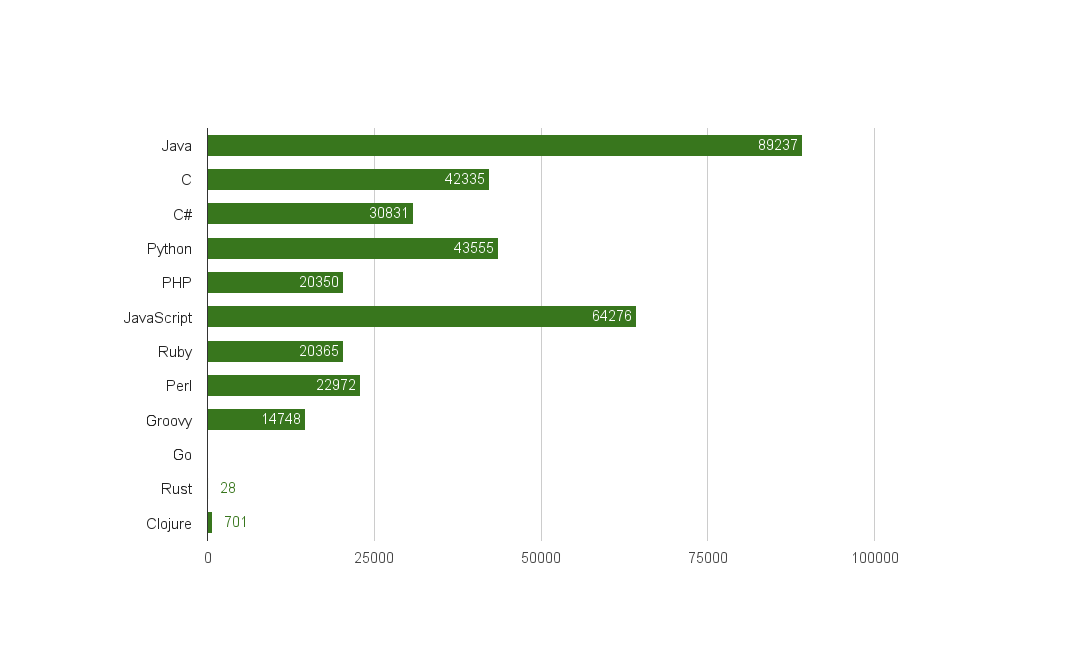 Java 89237
C 42335
C# 30831
Python 43555
PHP 20350
JavaScript 64276
Ruby 20365
Perl 22972
Groovy 14748
Go
Rust 28
Clojure 701
0 25000 50000 75000 100000